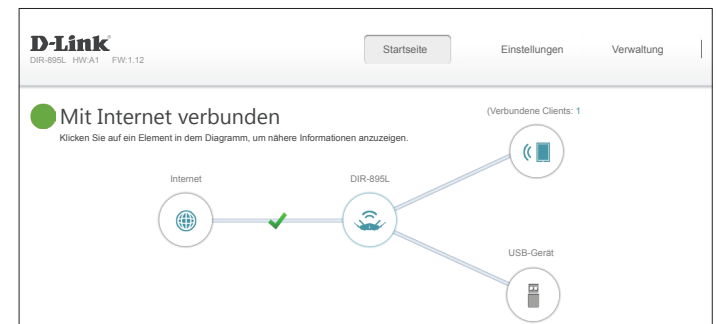 D-Link
DIR-895L HW:A1 FW:1.12
Startseite
Einstellungen
Verwaltung
Mit Internet verbunden
Klicken Sie auf ein Element in dem Diagramm, um nähere Informationen anzuzeigen.
(Verbundene Clients: 1
Internet
DIR-895L
USB-Gerät